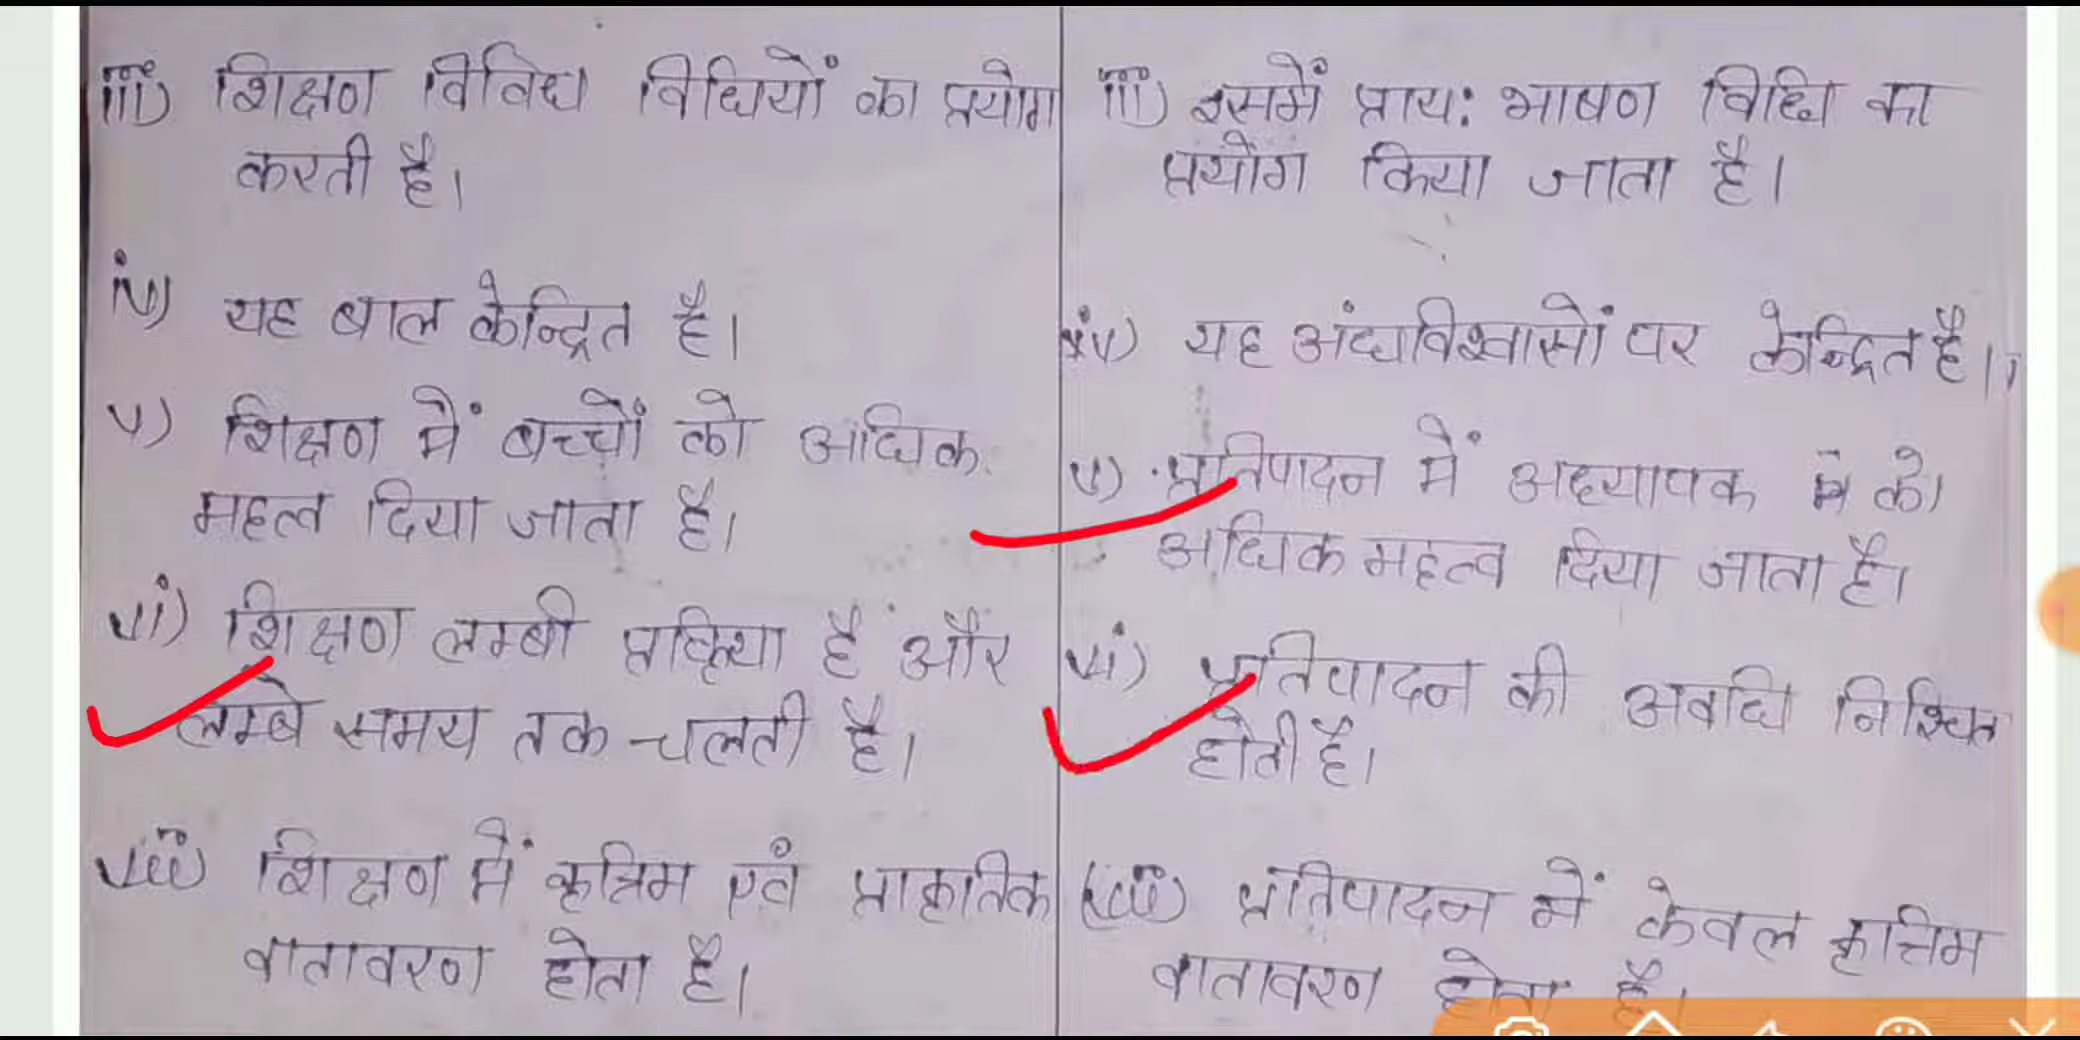 iii) शिक्षण विविध विधियों का प्रयोग
करती है।
iv) यह बाल केन्द्रित है।
v) शिक्षण में बच्चों को अधिक
महत्व दिया जाता है।
vi) शिक्षण लम्बी प्रक्रिया है और
लम्बे समय तक चलती है।
vii) शिक्षण में कृत्रिम एवं प्राकृतिक
वातावरण होता है।
iii) इसमें प्राय: भाषण विधि का
प्रयोग किया जाता है।
iv) यह अंधविश्वासों पर केन्द्रित है।
v) प्रतिपादन में अध्यापक को
अधिक महत्व दिया जाता है।
vi) प्रतिपादन की अवधि निश्चित
होती है।
vii) प्रतिपादन में केवल कृत्रिम
वातावरण होता है।